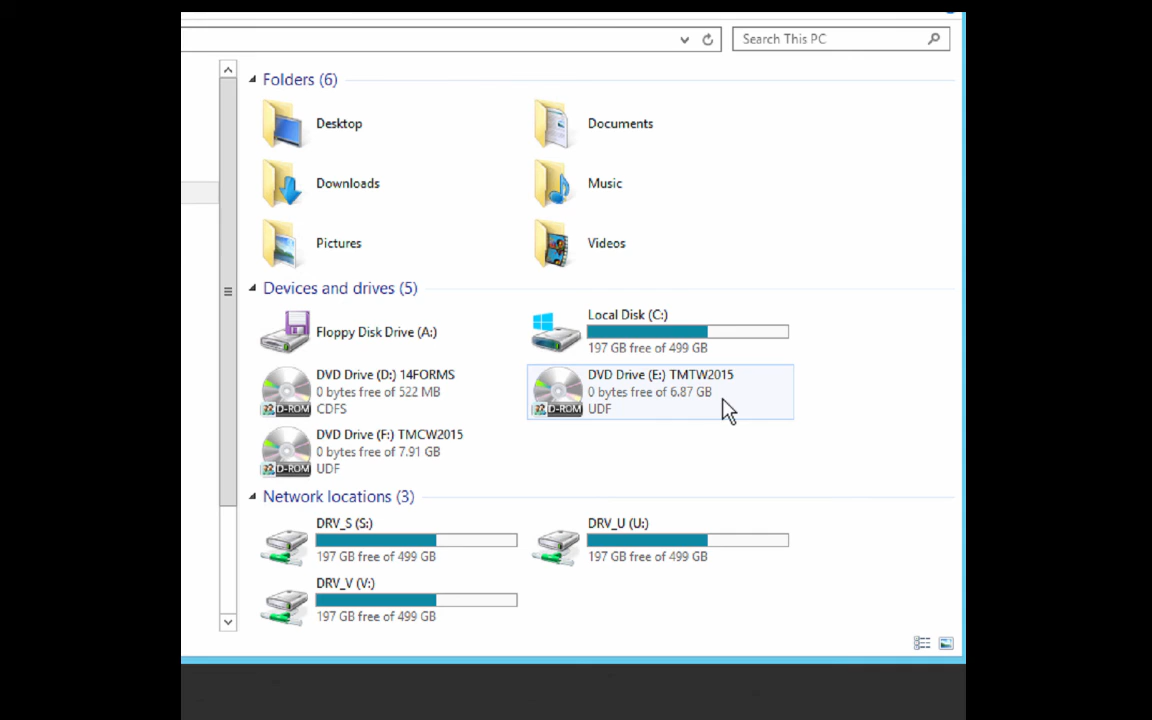 Search This PC
Folders (6)
Desktop
Documents
Downloads
Music
Pictures
Videos
Devices and drives (5)
Floppy Disk Drive (A:)
Local Disk (C:)
197 GB free of 499 GB
DVD Drive (D:) 14FORMS
0 bytes free of 522 MB
CDFS
D-ROM
DVD Drive (E:) TMTW2015
0 bytes free of 6.87 GB
UDF
D-ROM
DVD Drive (F:) TMCW2015
0 bytes free of 7.91 GB
UDF
D-ROM
Network locations (3)
DRV_S (S:)
197 GB free of 499 GB
DRV_U (U:)
197 GB free of 499 GB
DRV_V (V:)
197 GB free of 499 GB